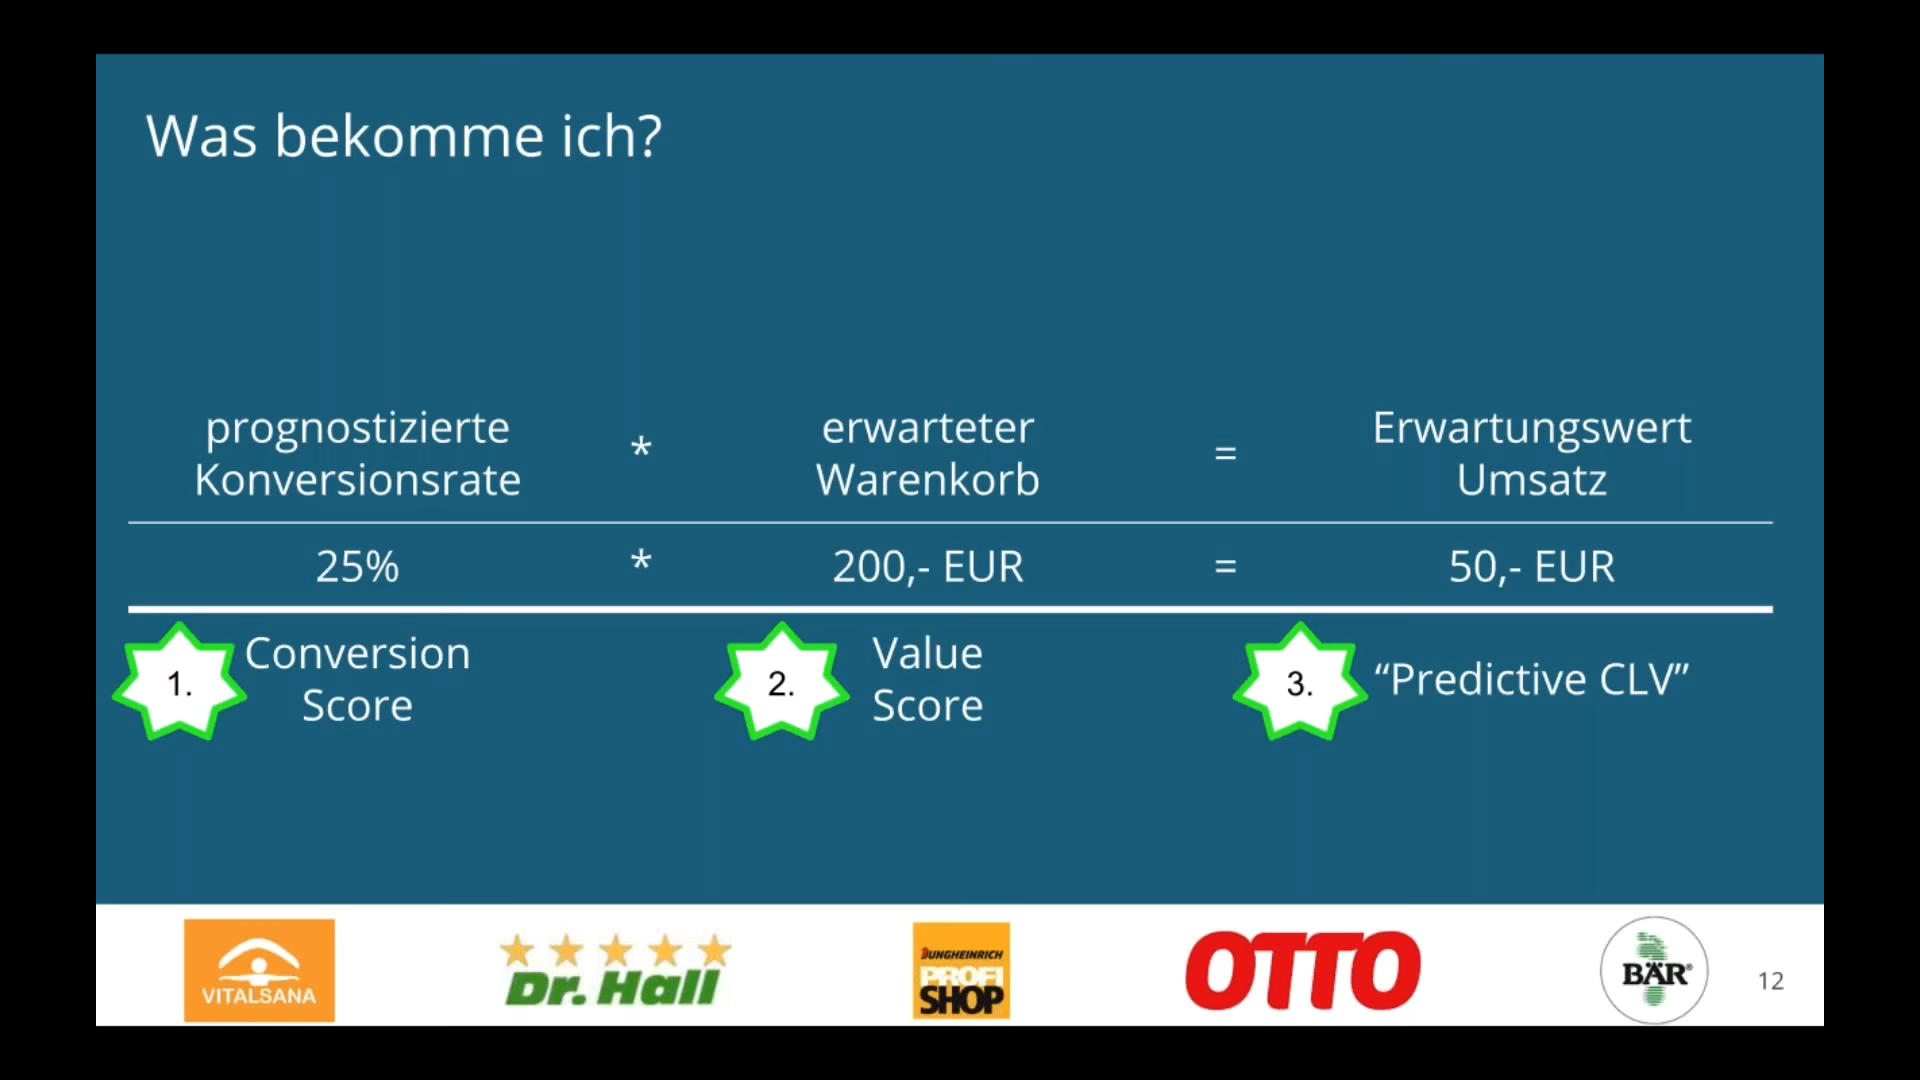 Was bekomme ich?
prognostizierte
Konversionsrate
*
erwarteter
Warenkorb
=
Erwartungswert
Umsatz
25% * 200,- EUR = 50,- EUR
1.
Conversion
Score
2.
Value
Score
3.
“Predictive CLV”
VITALSANA
Dr. Hall
JUNGHEINRICH
PROFI
SHOP
OTTO
BÄR®
12